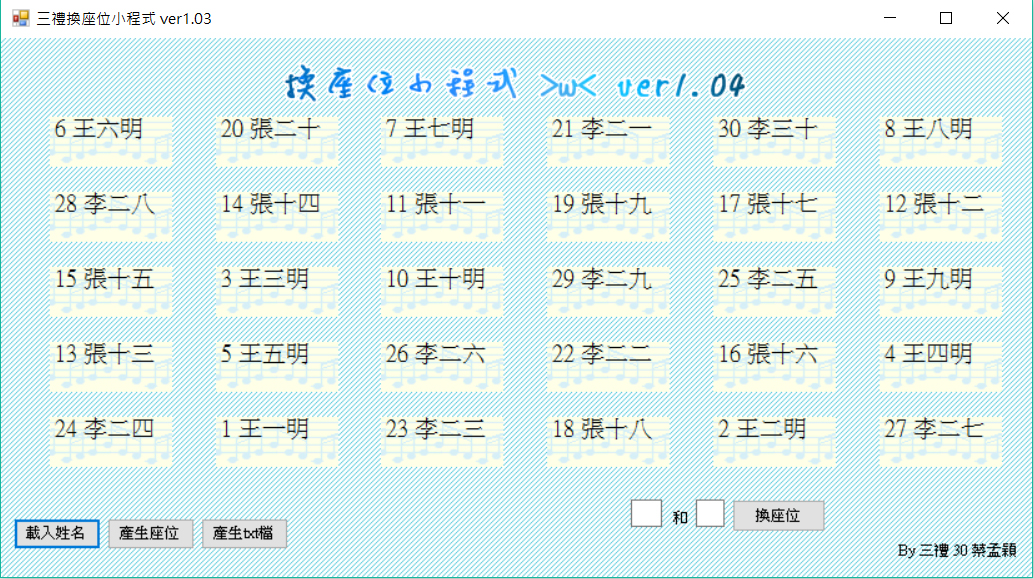 三禮換座位小程式 ver1.03
換座位小程式 >w< ver1.04
6 王六明 20 張二十 7 王七明 21 李二一 30 李三十 8 王八明
28 李二八 14 張十四 11 張十一 19 張十九 17 張十七 12 張十二
15 張十五 3 王三明 10 王十明 29 李二九 25 李二五 9 王九明
13 張十三 5 王五明 26 李二六 22 李二二 16 張十六 4 王四明
24 李二四 1 王一明 23 李二三 18 張十八 2 王二明 27 李二七
和 換座位
載入姓名 產生座位 產生txt檔
By 三禮 30 蔡孟穎